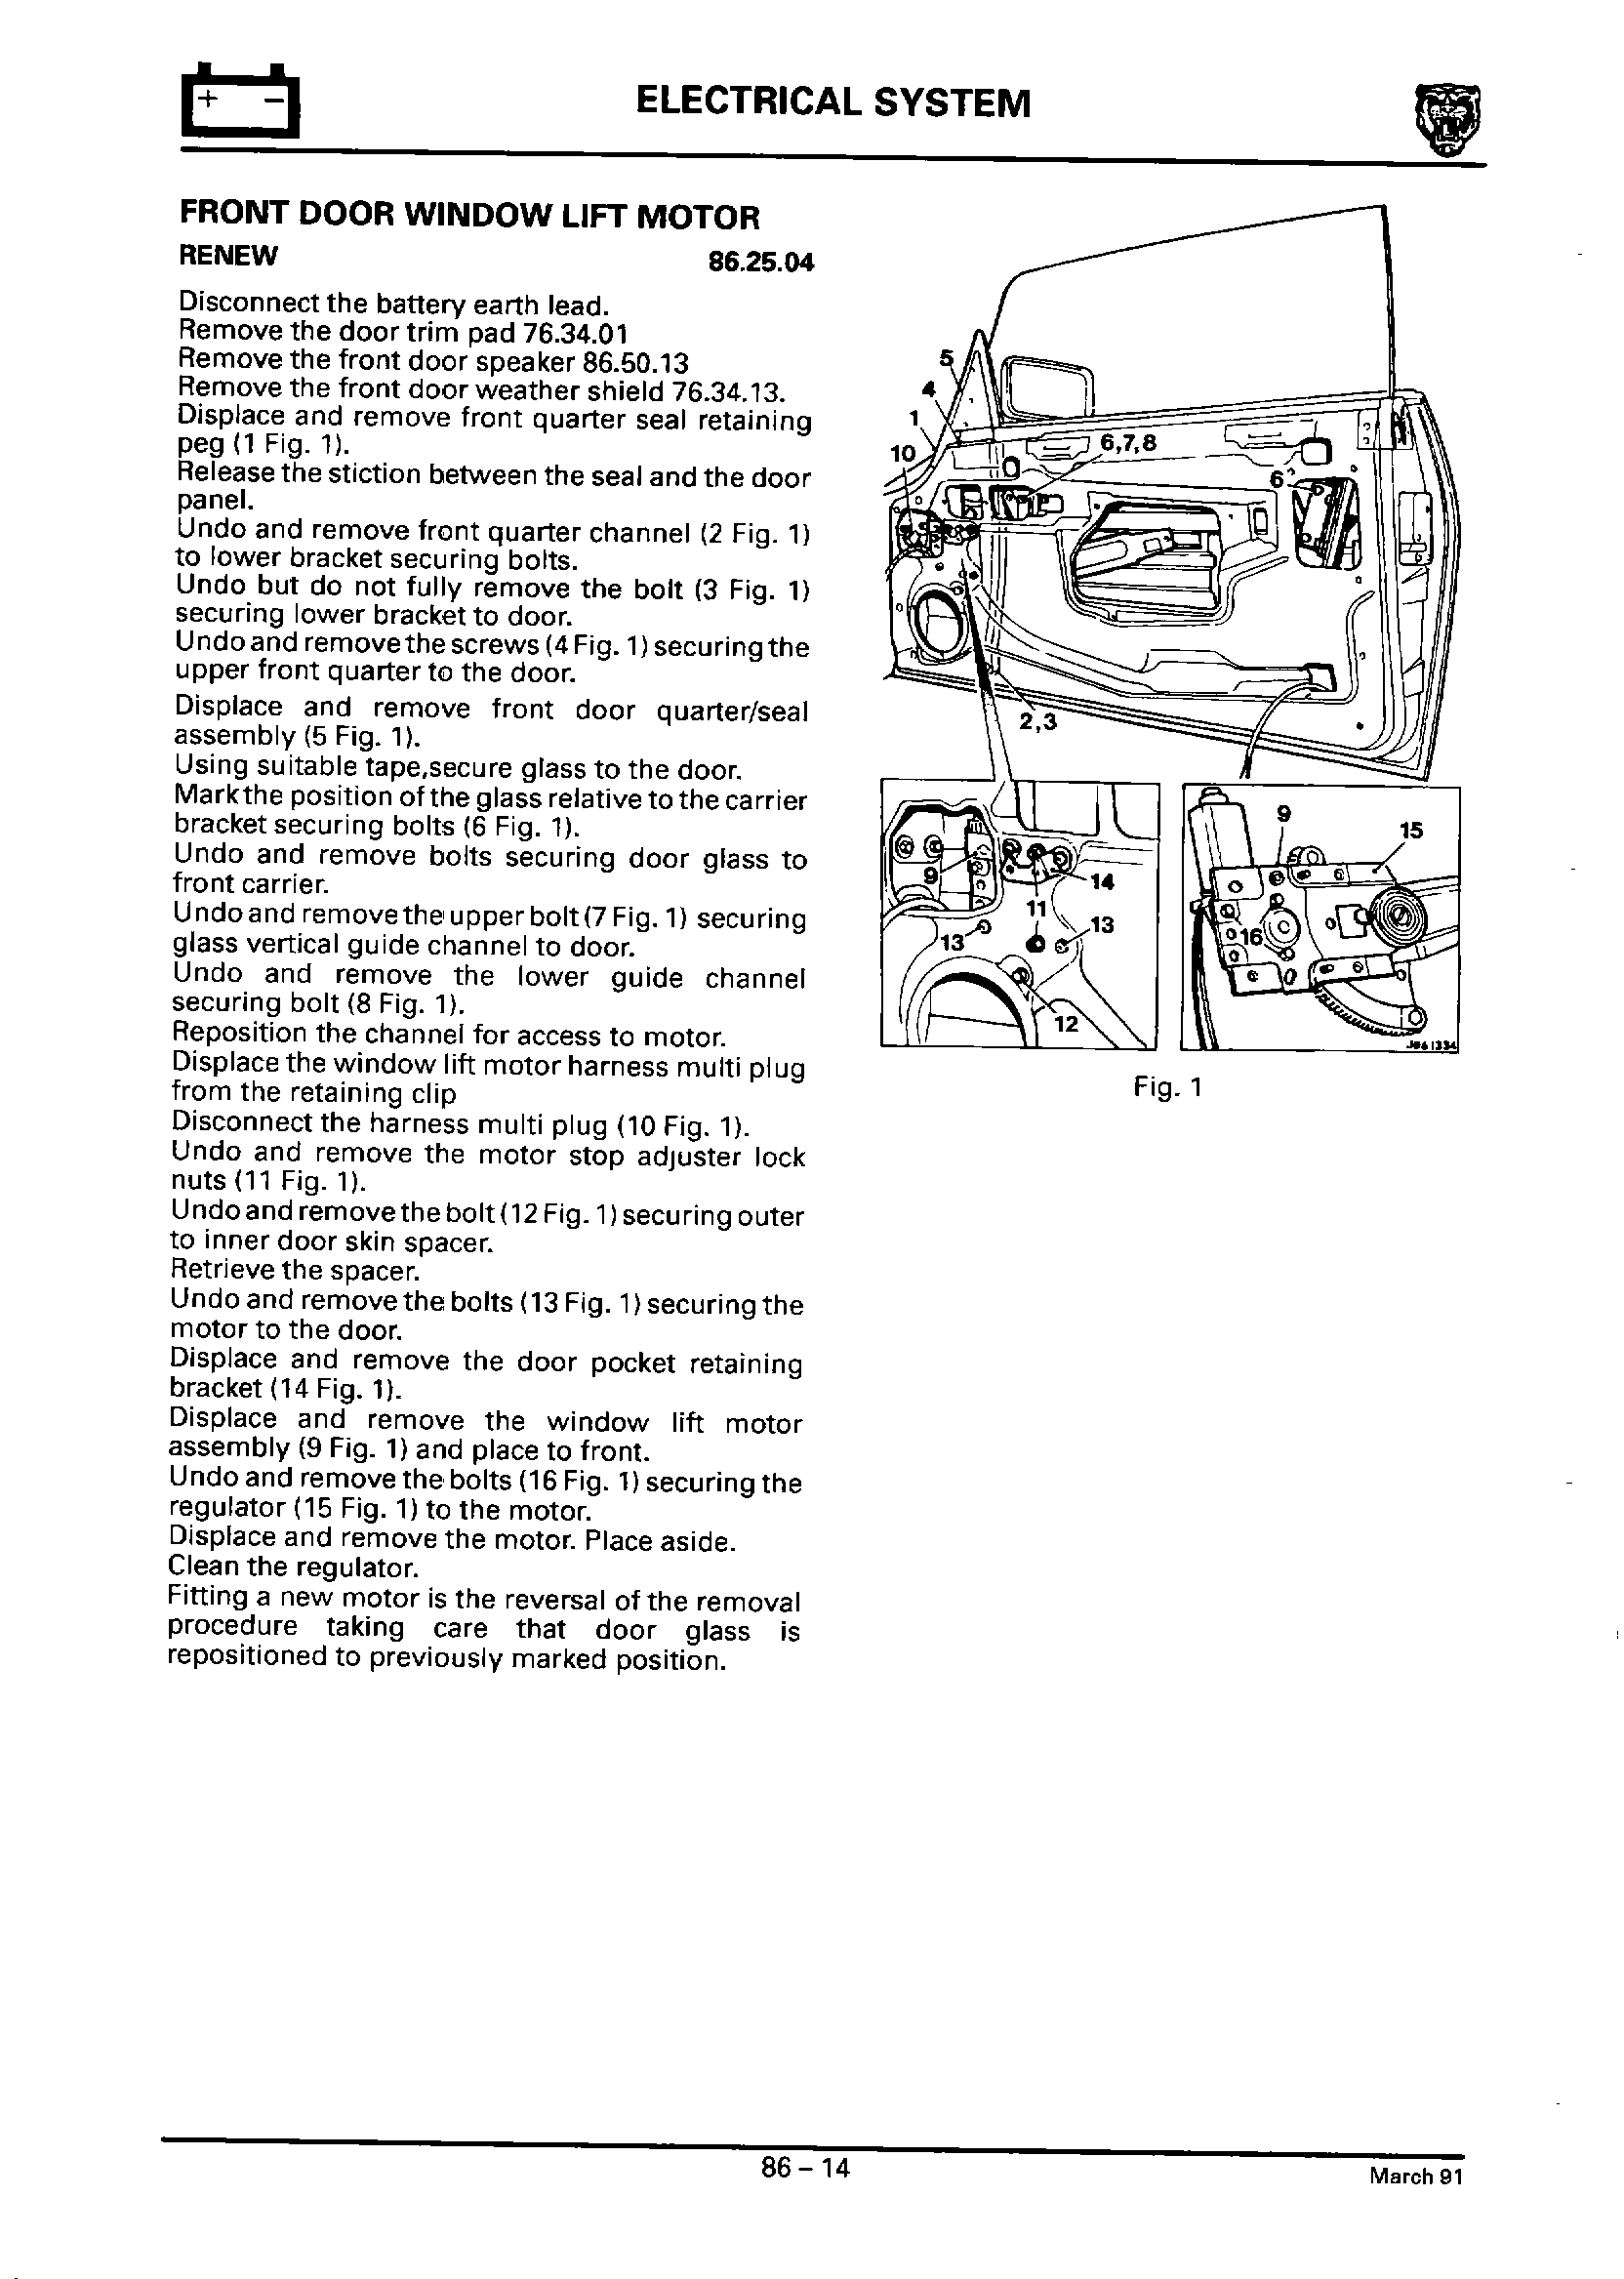 + −
ELECTRICAL SYSTEM
FRONT DOOR WINDOW LIFT MOTOR
RENEW 86.25.04
Disconnect the battery earth lead.
Remove the door trim pad 76.34.01
Remove the front door speaker 86.50.13
Remove the front door weather shield 76.34.13.
Displace and remove front quarter seal retaining
peg (1 Fig. 1).
Release the stiction between the seal and the door
panel.
Undo and remove front quarter channel (2 Fig. 1)
to lower bracket securing bolts.
Undo but do not fully remove the bolt (3 Fig. 1)
securing lower bracket to door.
Undo and remove the screws (4 Fig. 1) securing the
upper front quarter to the door.
Displace and remove front door quarter/seal
assembly (5 Fig. 1).
Using suitable tape,secure glass to the door.
Mark the position of the glass relative to the carrier
bracket securing bolts (6 Fig. 1).
Undo and remove bolts securing door glass to
front carrier.
Undo and remove the upper bolt (7 Fig. 1) securing
glass vertical guide channel to door.
Undo and remove the lower guide channel
securing bolt (8 Fig. 1).
Reposition the channel for access to motor.
Displace the window lift motor harness multi plug
from the retaining clip
Disconnect the harness multi plug (10 Fig. 1).
Undo and remove the motor stop adjuster lock
nuts (11 Fig. 1).
Undo and remove the bolt (12 Fig. 1) securing outer
to inner door skin spacer.
Retrieve the spacer.
Undo and remove the bolts (13 Fig. 1) securing the
motor to the door.
Displace and remove the door pocket retaining
bracket (14 Fig. 1).
Displace and remove the window lift motor
assembly (9 Fig. 1) and place to front.
Undo and remove the bolts (16 Fig. 1) securing the
regulator (15 Fig. 1) to the motor.
Displace and remove the motor. Place aside.
Clean the regulator.
Fitting a new motor is the reversal of the removal
procedure taking care that door glass is
repositioned to previously marked position.
5
4
1
10
6,7,8
6
2,3
9
14
11
13
13
12
9
15
16
J861334
Fig. 1
86 – 14
March 91